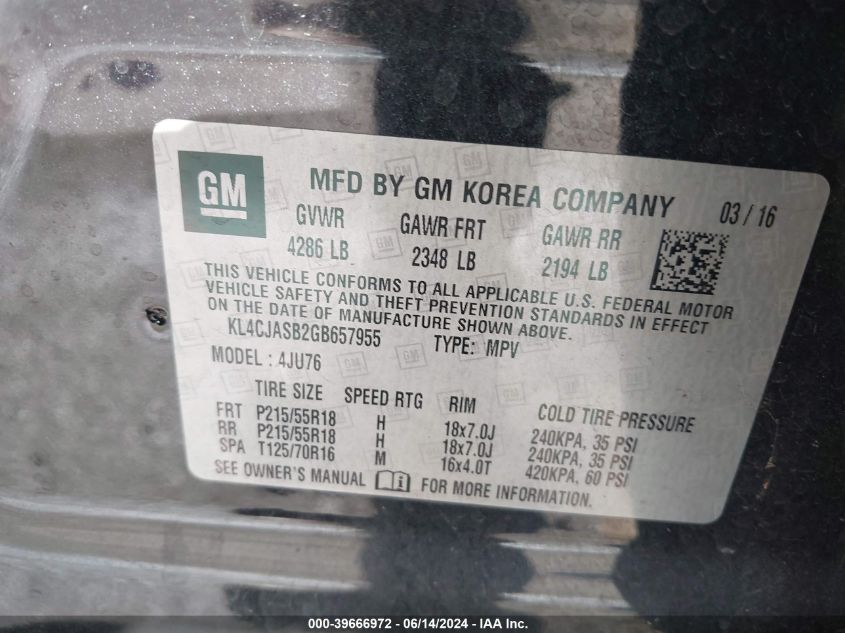 GM MFD BY GM KOREA COMPANY 03/16
GVWR GAWR FRT GAWR RR
4286 LB 2348 LB 2194 LB
THIS VEHICLE CONFORMS TO ALL APPLICABLE U.S. FEDERAL MOTOR
VEHICLE SAFETY AND THEFT PREVENTION STANDARDS IN EFFECT
ON THE DATE OF MANUFACTURE SHOWN ABOVE.
KL4CJASB2GB657955 TYPE: MPV
MODEL : 4JU76
TIRE SIZE SPEED RTG RIM COLD TIRE PRESSURE
FRT P215/55R18 H 18x7.0J 240KPA, 35 PSI
RR P215/55R18 H 18x7.0J 240KPA, 35 PSI
SPA T125/70R16 M 16x4.0T 420KPA, 60 PSI
SEE OWNER'S MANUAL i FOR MORE INFORMATION.
000-39666972 - 06/14/2024 - IAA Inc.